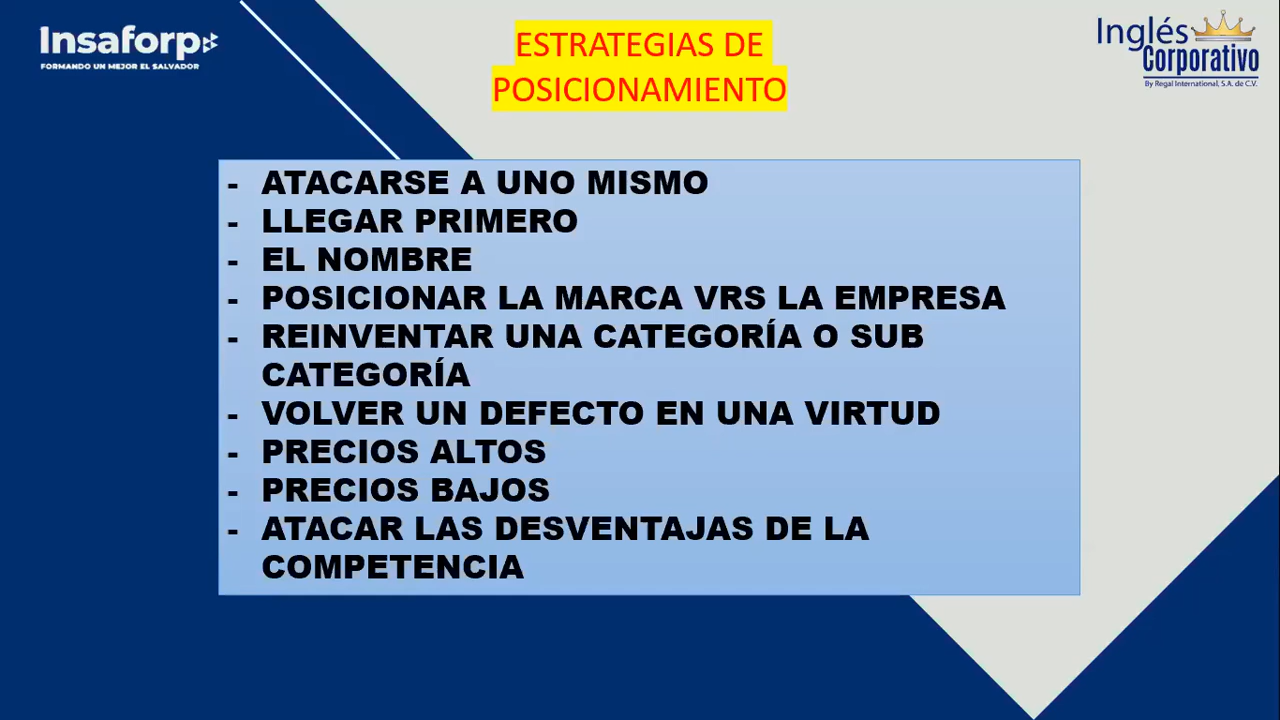 Insaforp
FORMANDO UN MEJOR EL SALVADOR
ESTRATEGIAS DE
POSICIONAMIENTO
Inglés
Corporativo
By Regal International, S.A. de C.V.
- ATACARSE A UNO MISMO
- LLEGAR PRIMERO
- EL NOMBRE
- POSICIONAR LA MARCA VRS LA EMPRESA
- REINVENTAR UNA CATEGORÍA O SUB
CATEGORÍA
- VOLVER UN DEFECTO EN UNA VIRTUD
- PRECIOS ALTOS
- PRECIOS BAJOS
- ATACAR LAS DESVENTAJAS DE LA
COMPETENCIA